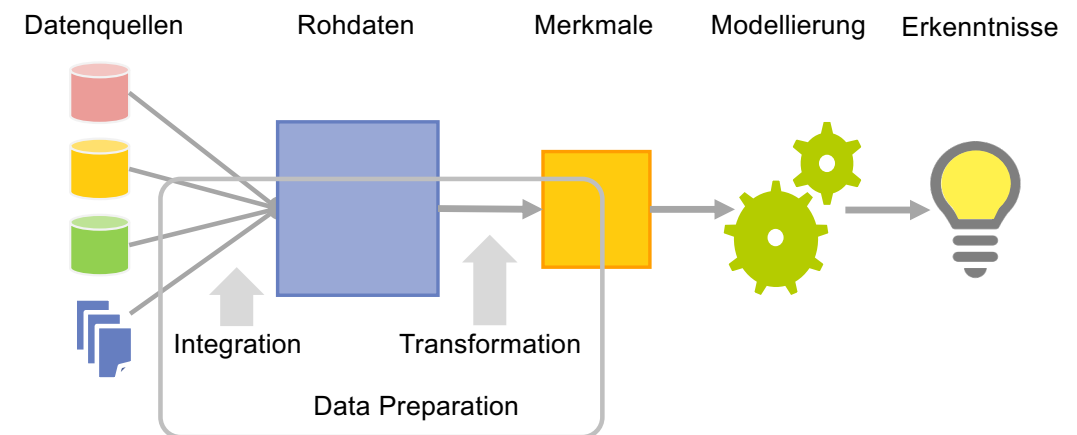 Datenquellen
Rohdaten
Merkmale
Modellierung
Erkenntnisse
Integration
Transformation
Data Preparation